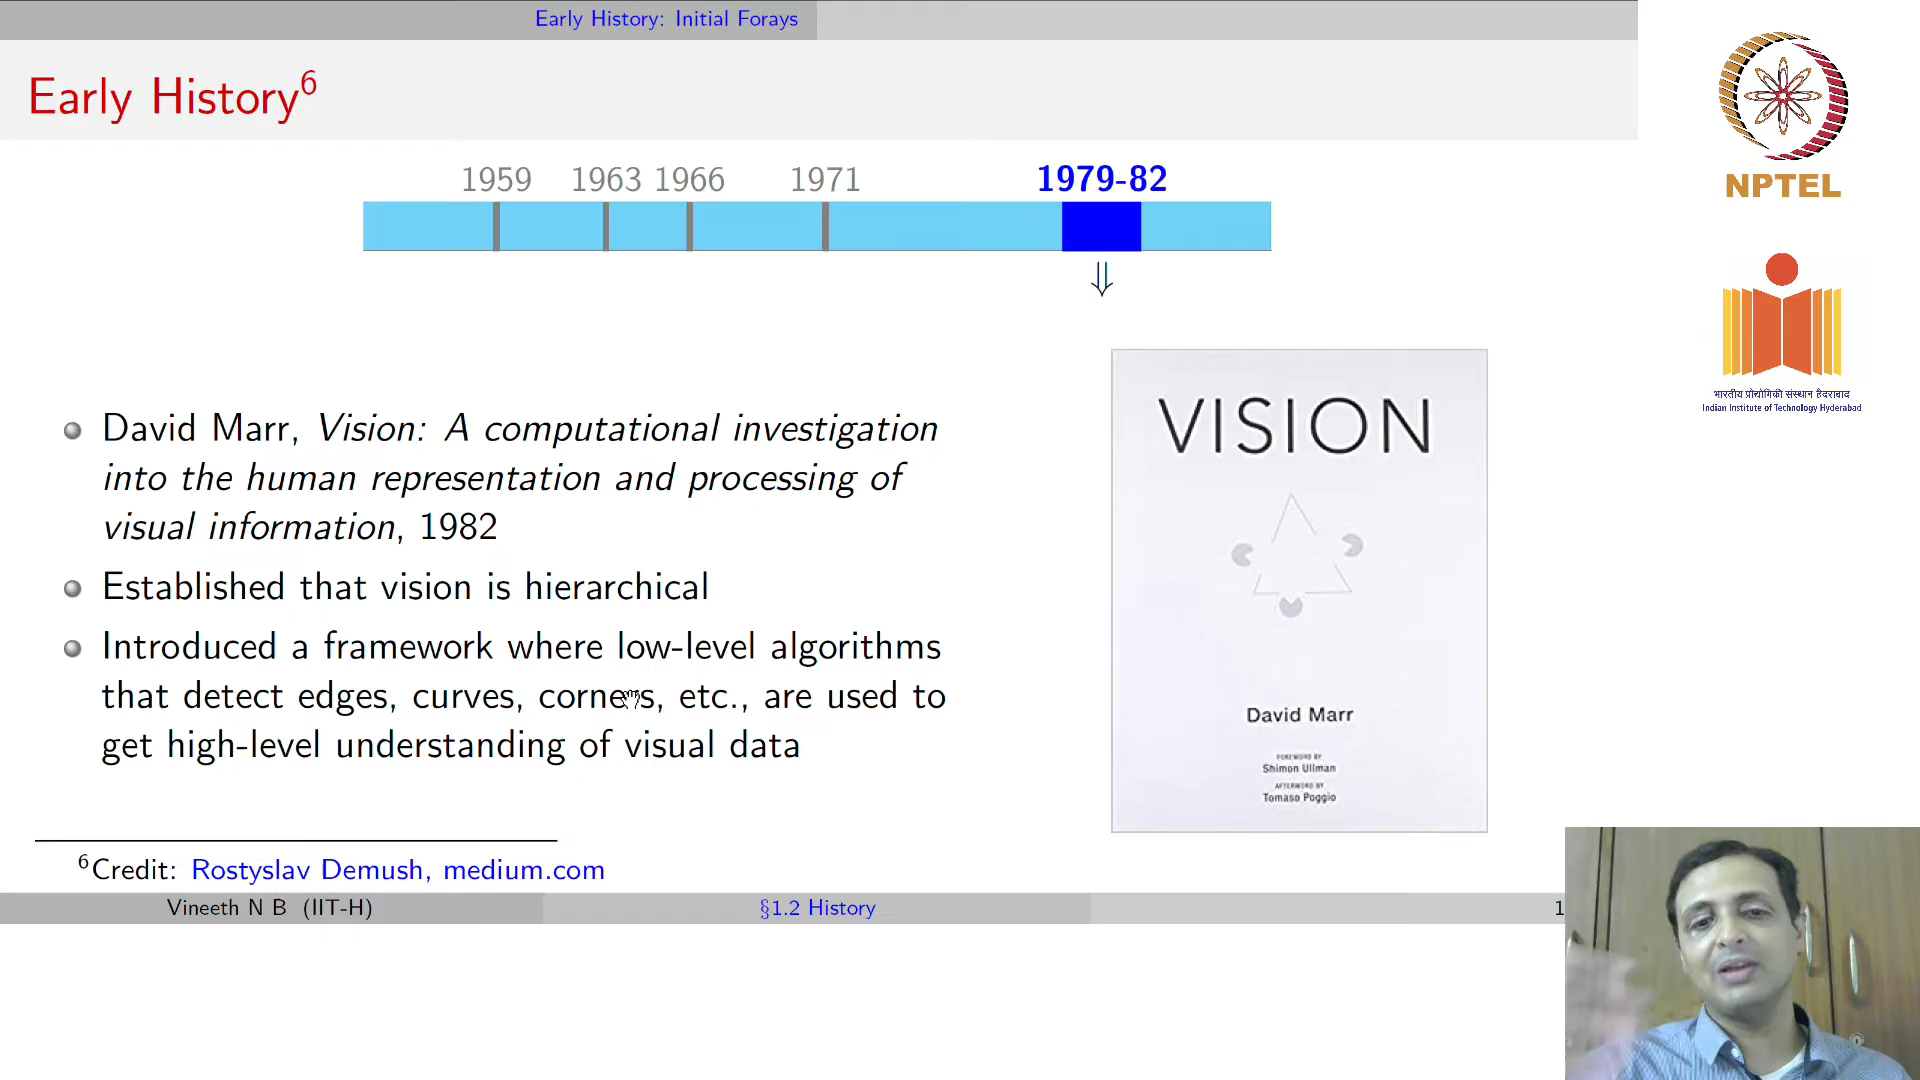 Early History: Initial Forays
Early History6
1959 1963 1966 1971 1979-82
NPTEL
भारतीय प्रौद्योगिकी संस्थान हैदराबाद
Indian Institute of Technology Hyderabad
David Marr, Vision: A computational investigation
into the human representation and processing of
visual information, 1982
Established that vision is hierarchical
Introduced a framework where low-level algorithms
that detect edges, curves, corners, etc., are used to
get high-level understanding of visual data
VISION
David Marr
FOREWORD BY
Shimon Ullman
AFTERWORD BY
Tomaso Poggio
6Credit: Rostyslav Demush, medium.com
Vineeth N B (IIT-H) §1.2 History 1